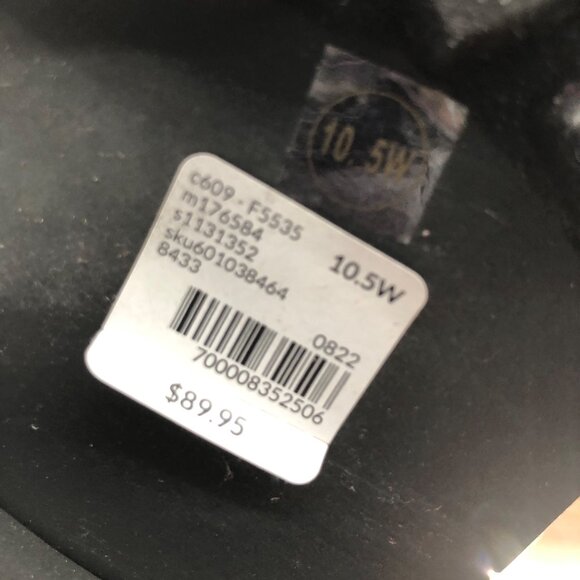 10.5W
c609 - F5535
m176584
s1131352
sku601038464
8433
10.5W
0822
700008352506
$89.95